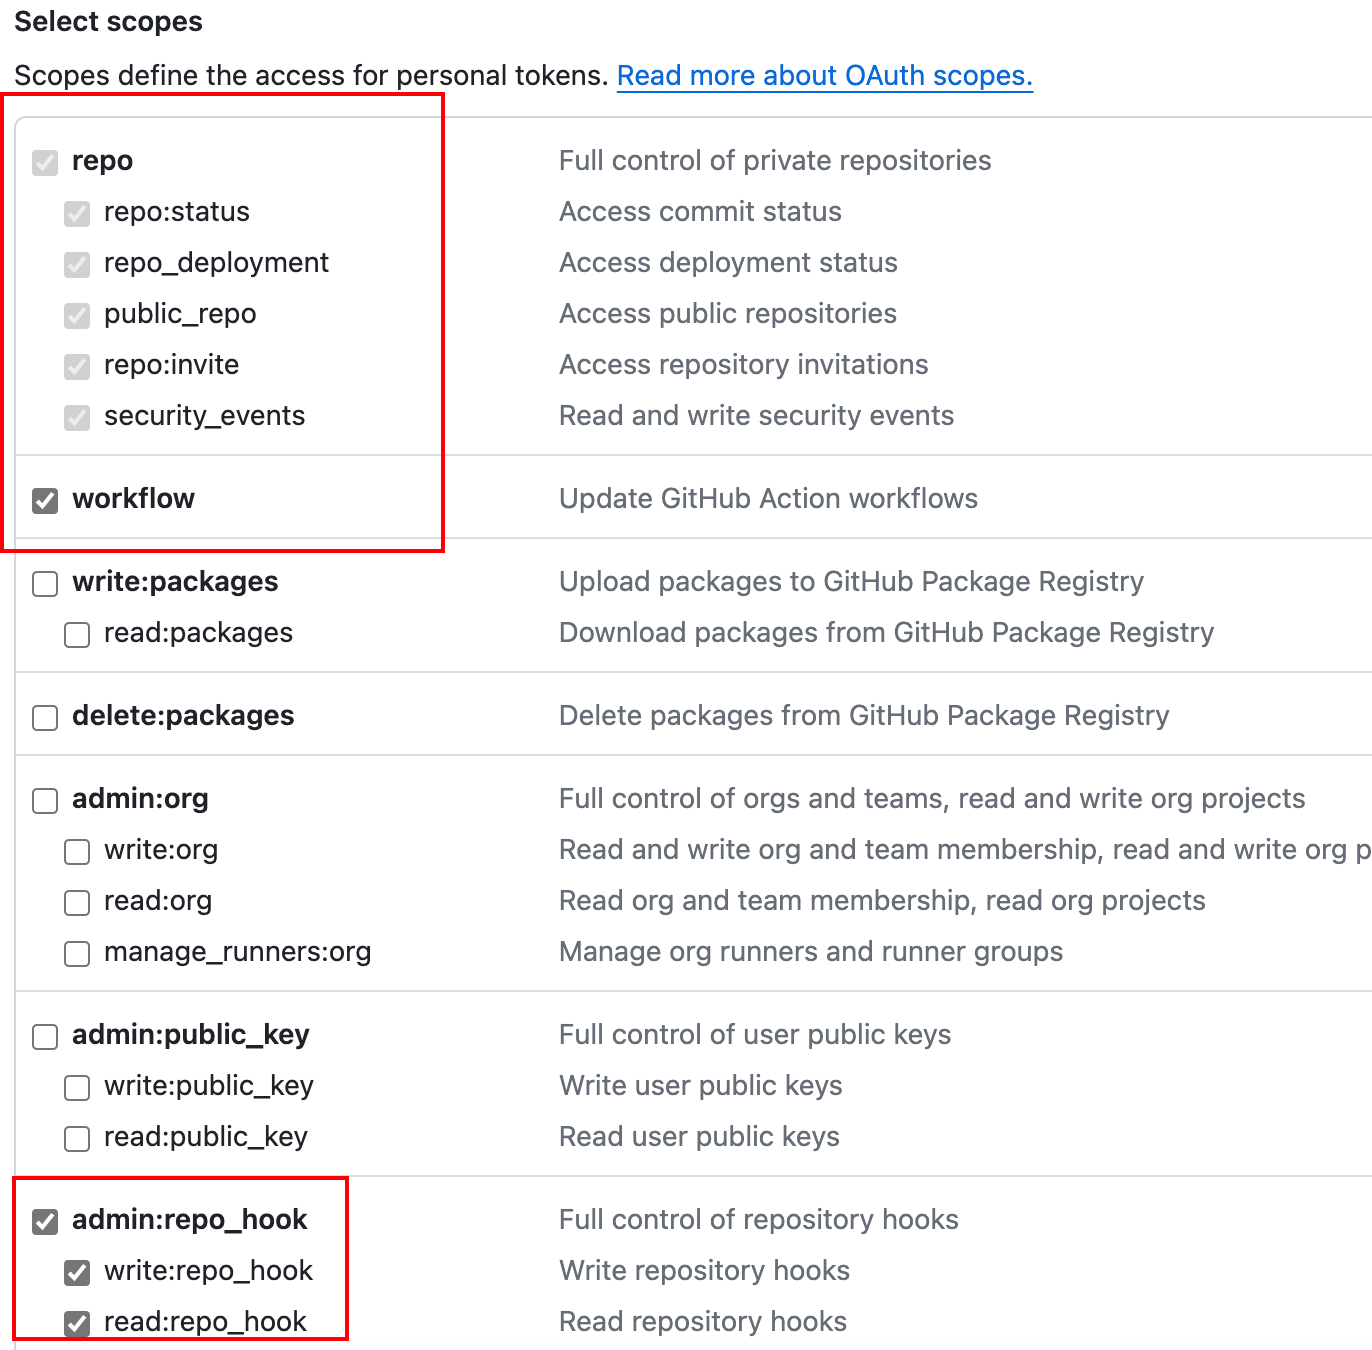 Select scopes
Scopes define the access for personal tokens. Read more about OAuth scopes.
repo Full control of private repositories
repo:status Access commit status
repo_deployment Access deployment status
public_repo Access public repositories
repo:invite Access repository invitations
security_events Read and write security events
workflow Update GitHub Action workflows
write:packages Upload packages to GitHub Package Registry
read:packages Download packages from GitHub Package Registry
delete:packages Delete packages from GitHub Package Registry
admin:org Full control of orgs and teams, read and write org projects
write:org Read and write org and team membership, read and write org p
read:org Read org and team membership, read org projects
manage_runners:org Manage org runners and runner groups
admin:public_key Full control of user public keys
write:public_key Write user public keys
read:public_key Read user public keys
admin:repo_hook Full control of repository hooks
write:repo_hook Write repository hooks
read:repo_hook Read repository hooks